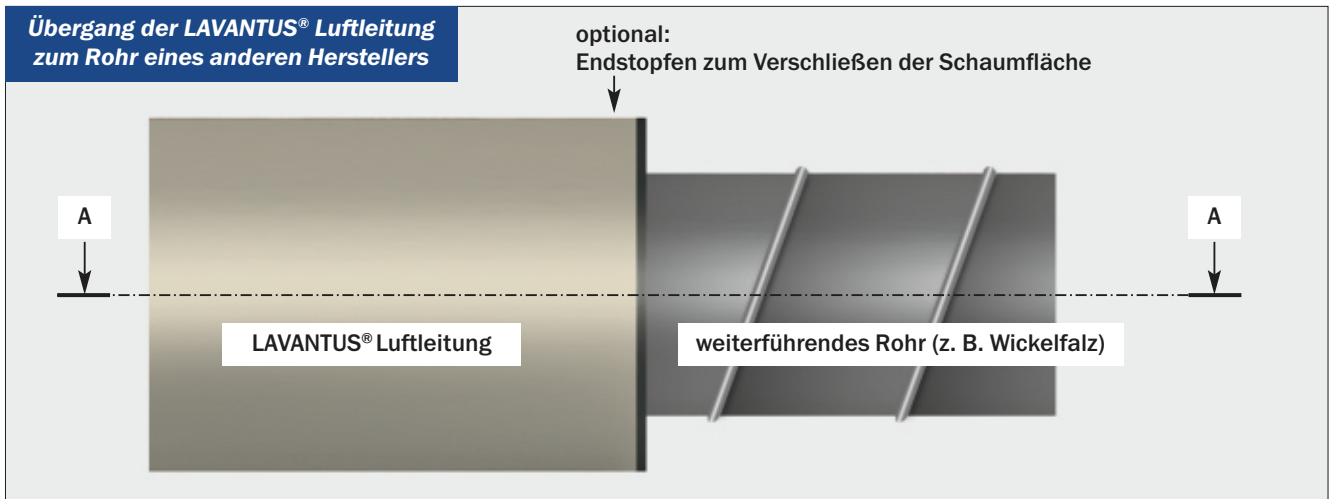 Übergang der LAVANTUS® Luftleitung
zum Rohr eines anderen Herstellers
optional:
Endstopfen zum Verschließen der Schaumfläche
A
A
LAVANTUS® Luftleitung
weiterführendes Rohr (z. B. Wickelfalz)